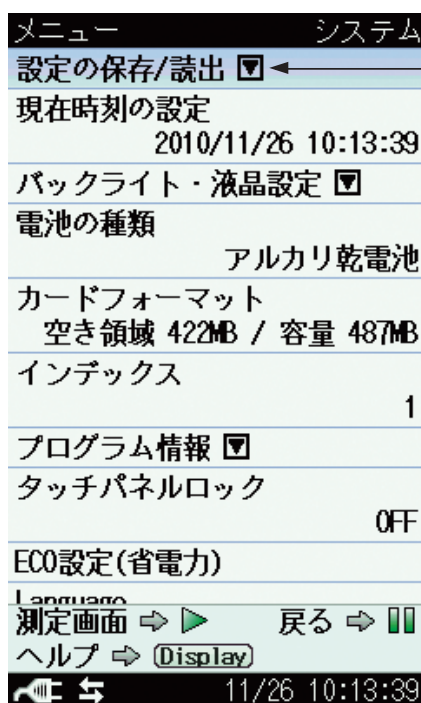 メニュー システム
設定の保存/読出 ▼
現在時刻の設定
2010/11/26 10:13:39
バックライト・液晶設定 ▼
電池の種類
アルカリ乾電池
カードフォーマット
空き領域 422MB / 容量 487MB
インデックス
1
プログラム情報 ▼
タッチパネルロック
OFF
ECO設定(省電力)
Language
測定画面 ⇨ ▷ 戻る ⇨ ▯▯
ヘルプ ⇨ (Display)
11/26 10:13:39